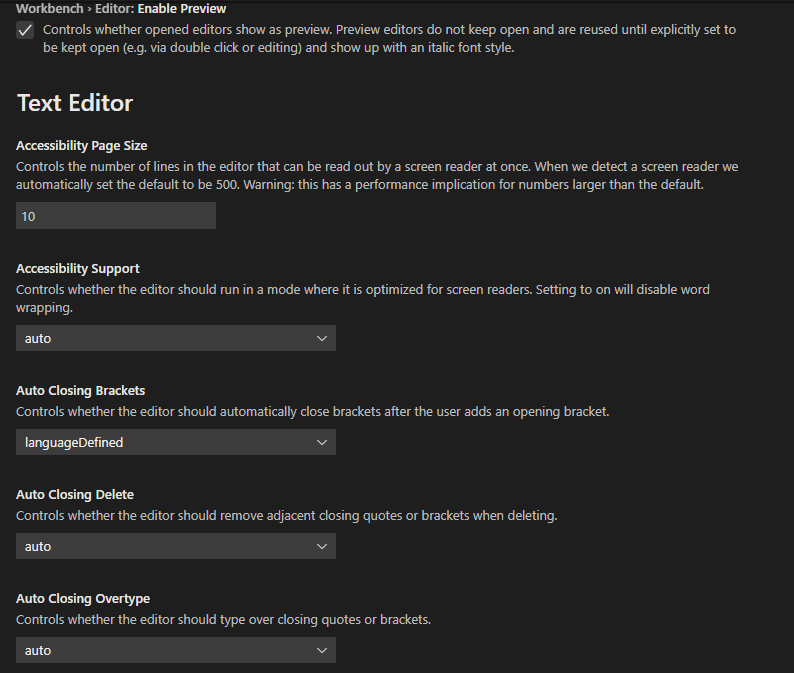 Workbench › Editor: Enable Preview
Controls whether opened editors show as preview. Preview editors do not keep open and are reused until explicitly set to
be kept open (e.g. via double click or editing) and show up with an italic font style.
Text Editor
Accessibility Page Size
Controls the number of lines in the editor that can be read out by a screen reader at once. When we detect a screen reader we
automatically set the default to be 500. Warning: this has a performance implication for numbers larger than the default.
10
Accessibility Support
Controls whether the editor should run in a mode where it is optimized for screen readers. Setting to on will disable word
wrapping.
auto
Auto Closing Brackets
Controls whether the editor should automatically close brackets after the user adds an opening bracket.
languageDefined
Auto Closing Delete
Controls whether the editor should remove adjacent closing quotes or brackets when deleting.
auto
Auto Closing Overtype
Controls whether the editor should type over closing quotes or brackets.
auto